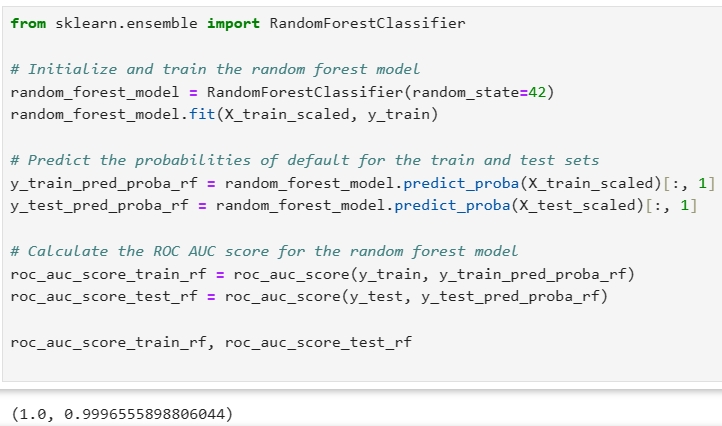 from sklearn.ensemble import RandomForestClassifier
# Initialize and train the random forest model
random_forest_model = RandomForestClassifier(random_state=42)
random_forest_model.fit(X_train_scaled, y_train)
# Predict the probabilities of default for the train and test sets
y_train_pred_proba_rf = random_forest_model.predict_proba(X_train_scaled)[:, 1]
y_test_pred_proba_rf = random_forest_model.predict_proba(X_test_scaled)[:, 1]
# Calculate the ROC AUC score for the random forest model
roc_auc_score_train_rf = roc_auc_score(y_train, y_train_pred_proba_rf)
roc_auc_score_test_rf = roc_auc_score(y_test, y_test_pred_proba_rf)
roc_auc_score_train_rf, roc_auc_score_test_rf
(1.0, 0.9996555898806044)